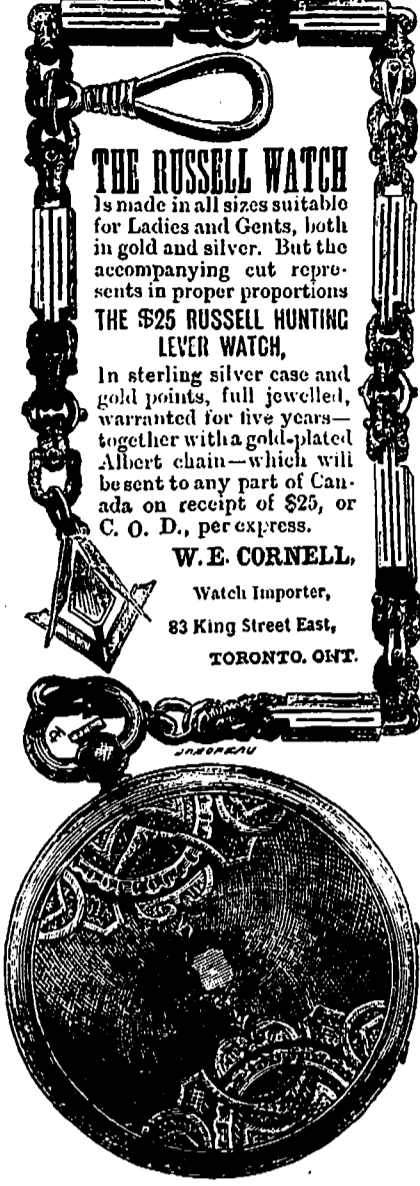 THE RUSSELL WATCH
Is made in all sizes suitable
for Ladies and Gents, both
in gold and silver. But the
accompanying cut repre-
sents in proper proportions
THE $25 RUSSELL HUNTING
LEVER WATCH,
In sterling silver case and
gold points, full jewelled,
warranted for five years—
together with a gold-plated
Albert chain—which will
be sent to any part of Can-
ada on receipt of $25, or
C. O. D., per express.
W. E. CORNELL,
Watch Importer,
83 King Street East,
TORONTO. ONT.